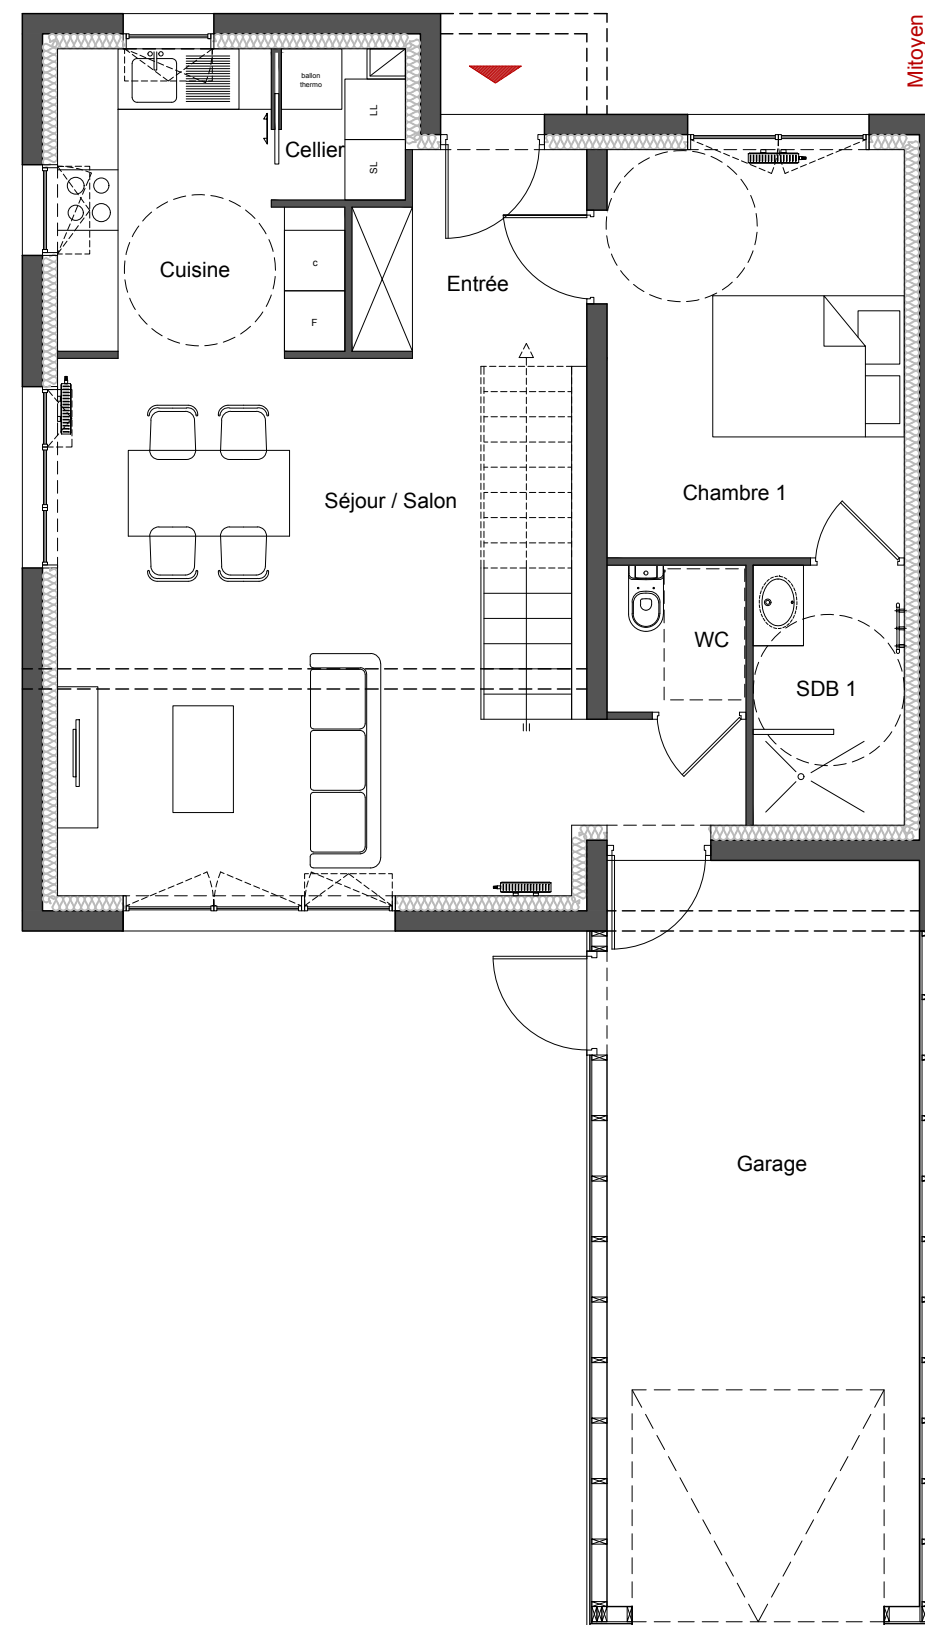 Mitoyen
ballon
thermo
LL
Cellier
SL
Cuisine
C
Entrée
F
Chambre 1
Séjour / Salon
WC
SDB 1
Garage